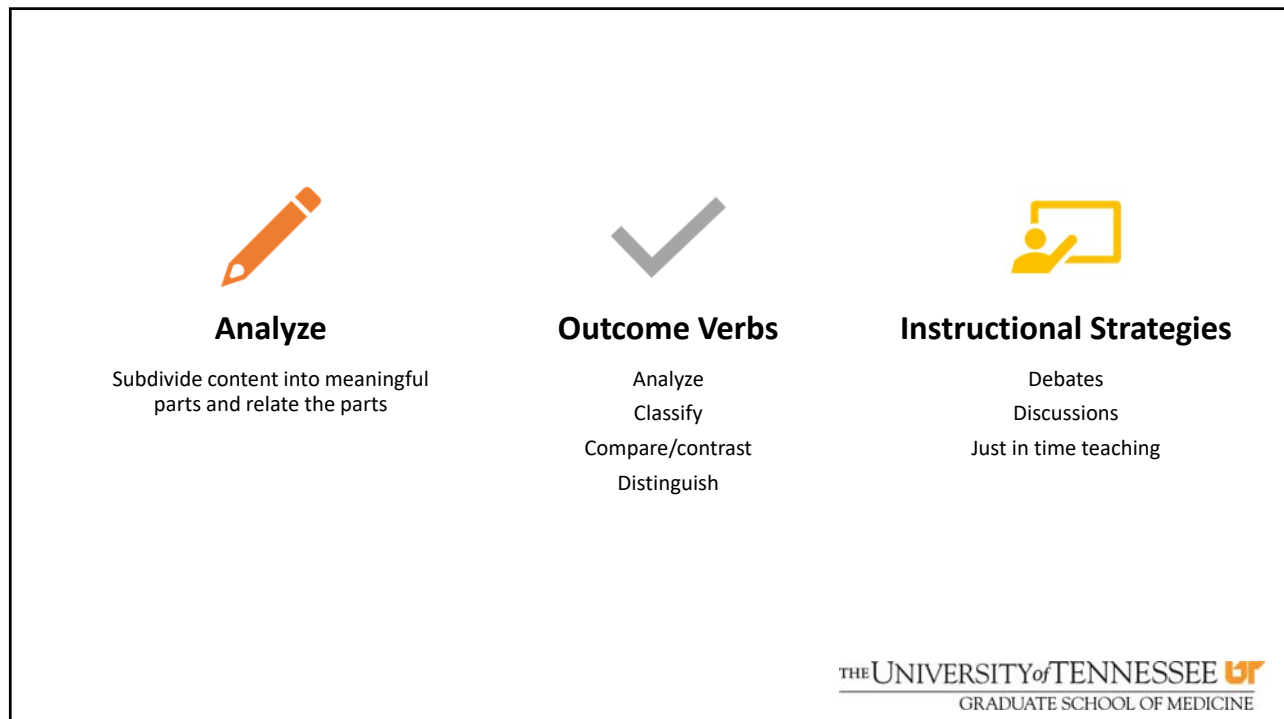 Analyze
Subdivide content into meaningful
parts and relate the parts
Outcome Verbs
Analyze
Classify
Compare/contrast
Distinguish
Instructional Strategies
Debates
Discussions
Just in time teaching
THE UNIVERSITY of TENNESSEE UT
GRADUATE SCHOOL OF MEDICINE